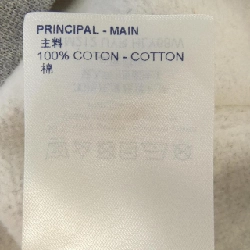 PRINCIPAL - MAIN
主料
100% COTON - COTTON
棉